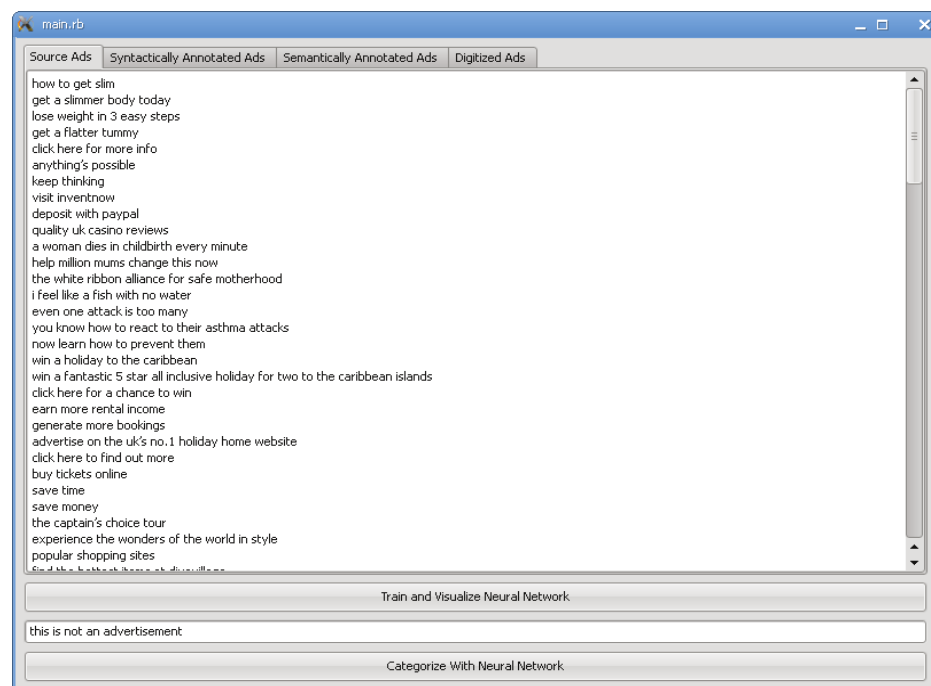 main.rb
Source Ads Syntactically Annotated Ads Semantically Annotated Ads Digitized Ads
how to get slim
get a slimmer body today
lose weight in 3 easy steps
get a flatter tummy
click here for more info
anything's possible
keep thinking
visit inventnow
deposit with paypal
quality uk casino reviews
a woman dies in childbirth every minute
help million mums change this now
the white ribbon alliance for safe motherhood
i feel like a fish with no water
even one attack is too many
you know how to react to their asthma attacks
now learn how to prevent them
win a holiday to the caribbean
win a fantastic 5 star all inclusive holiday for two to the caribbean islands
click here for a chance to win
earn more rental income
generate more bookings
advertise on the uk's no.1 holiday home website
click here to find out more
buy tickets online
save time
save money
the captain's choice tour
experience the wonders of the world in style
popular shopping sites
find the hottest items at
Train and Visualize Neural Network
this is not an advertisement
Categorize With Neural Network